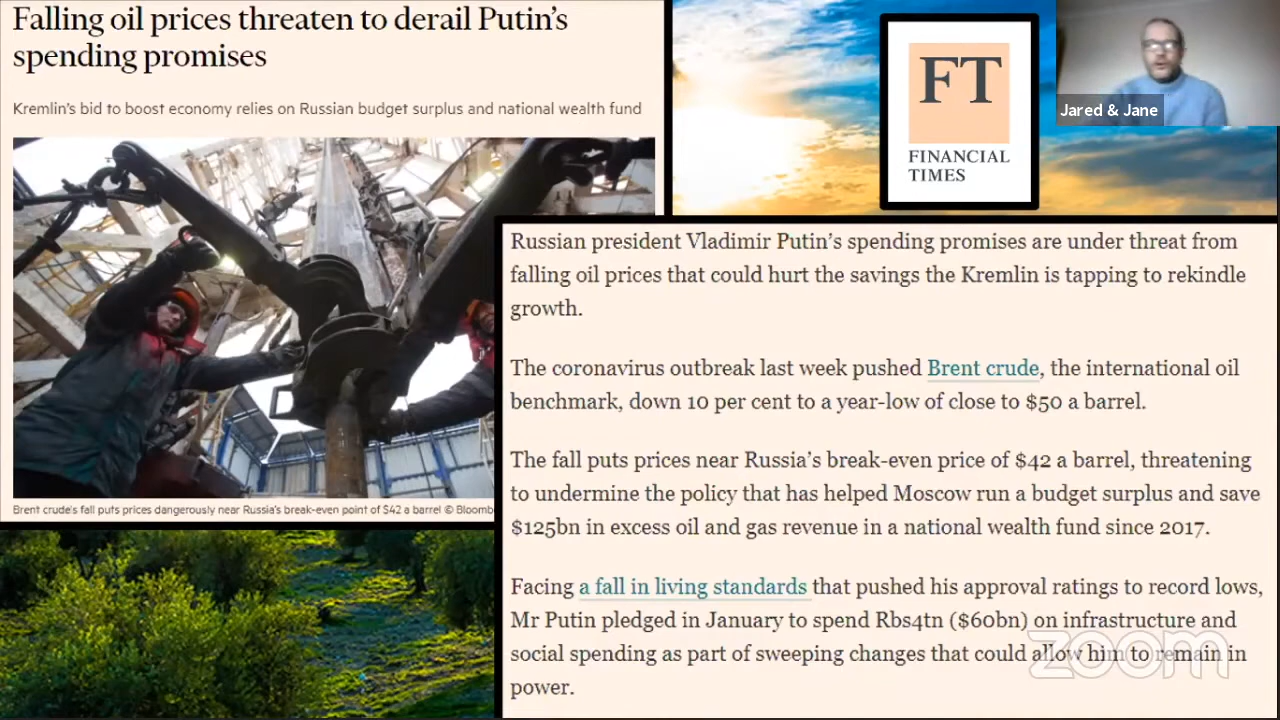 Falling oil prices threaten to derail Putin’s
spending promises
Kremlin’s bid to boost economy relies on Russian budget surplus and national wealth fund
Brent crude’s fall puts prices dangerously near Russia’s break-even point of $42 a barrel © Bloomb
FT
FINANCIAL
TIMES
Jared & Jane
Russian president Vladimir Putin’s spending promises are under threat from
falling oil prices that could hurt the savings the Kremlin is tapping to rekindle
growth.
The coronavirus outbreak last week pushed Brent crude, the international oil
benchmark, down 10 per cent to a year-low of close to $50 a barrel.
The fall puts prices near Russia’s break-even price of $42 a barrel, threatening
to undermine the policy that has helped Moscow run a budget surplus and save
$125bn in excess oil and gas revenue in a national wealth fund since 2017.
Facing a fall in living standards that pushed his approval ratings to record lows,
Mr Putin pledged in January to spend Rbs4tn ($60bn) on infrastructure and
social spending as part of sweeping changes that could allow him to remain in
power.
zoom